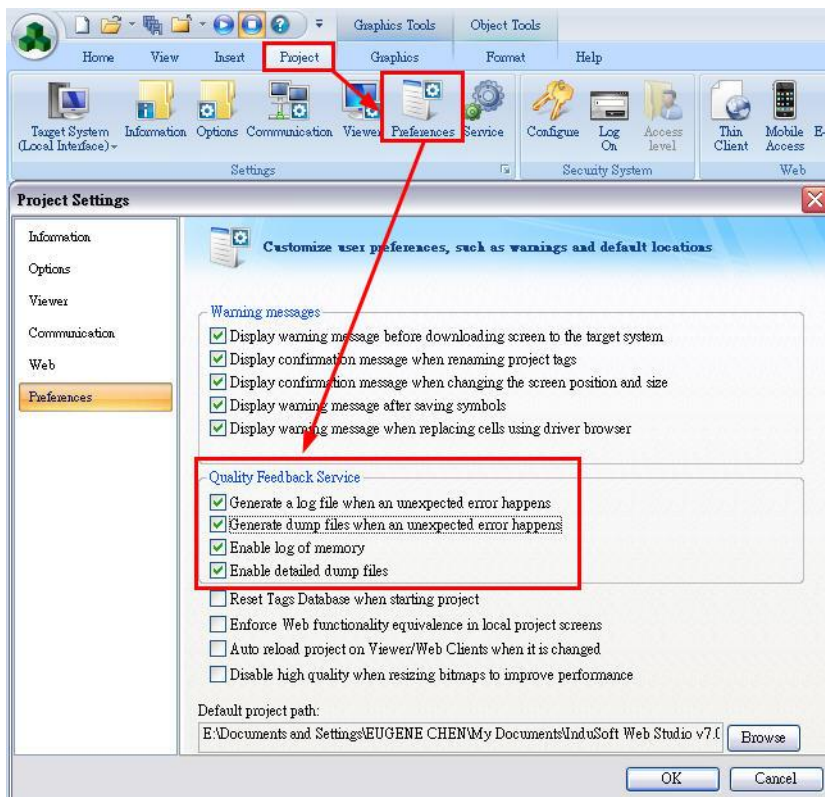 Graphics Tools Object Tools
Home View Insert Project Graphics Format Help
Target System Information Options Communication Viewer Preferences Service Configure Log Access Thin Mobile E-
(Local Interface) On level Client Access
Settings Security System Web
Project Settings
Information
Customize user preferences, such as warnings and default locations
Options
Viewer
Communication
Web
Preferences
Warning messages
Display warning message before downloading screen to the target system
Display confirmation message when renaming project tags
Display confirmation message when changing the screen position and size
Display warning message after saving symbols
Display warning message when replacing cells using driver browser
Quality Feedback Service
Generate a log file when an unexpected error happens
Generate dump files when an unexpected error happens
Enable log of memory
Enable detailed dump files
Reset Tags Database when starting project
Enforce Web functionality equivalence in local project screens
Auto reload project on Viewer/Web Clients when it is changed
Disable high quality when resizing bitmaps to improve performance
Default project path:
E:\Documents and Settings\EUGENE CHEN\My Documents\InduSoft Web Studio v7.0 Browse
OK Cancel